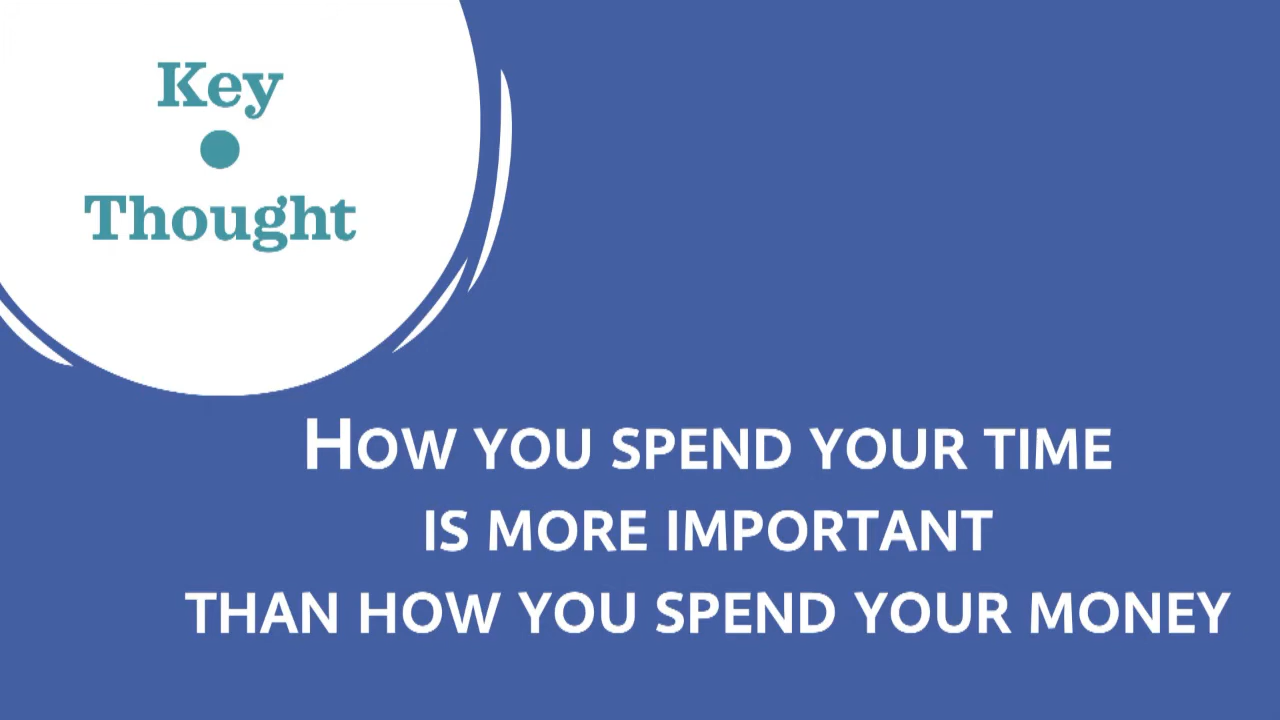 Key
Thought
How you spend your time
is more important
than how you spend your money